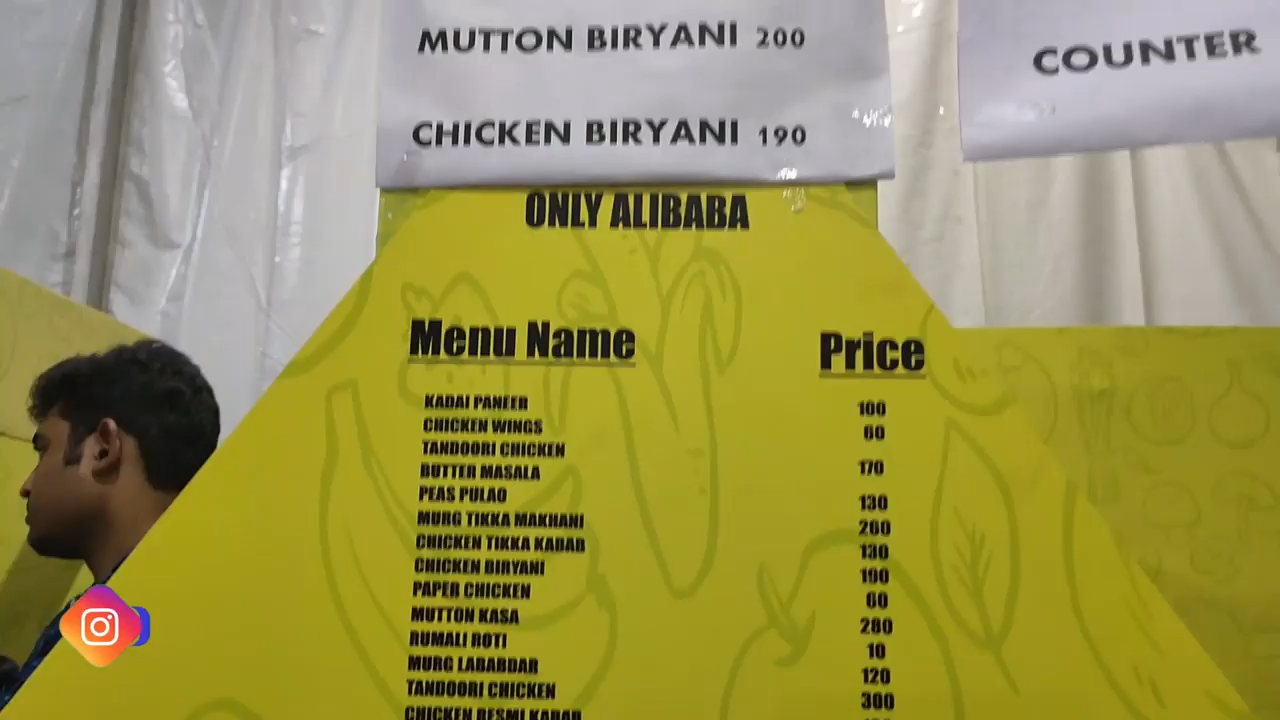 MUTTON BIRYANI 200
CHICKEN BIRYANI 190
COUNTER
ONLY ALIBABA
Menu Name Price
KADAI PANEER 100
CHICKEN WINGS 60
TANDOORI CHICKEN
BUTTER MASALA 170
PEAS PULAO 130
MURG TIKKA MAKHANI 260
CHICKEN TIKKA KABAB 130
CHICKEN BIRYANI 190
PAPER CHICKEN 60
MUTTON KASA 280
RUMALI ROTI 10
MURG LABABDAR 120
TANDOORI CHICKEN 300
CHICKEN RESMI KABAB